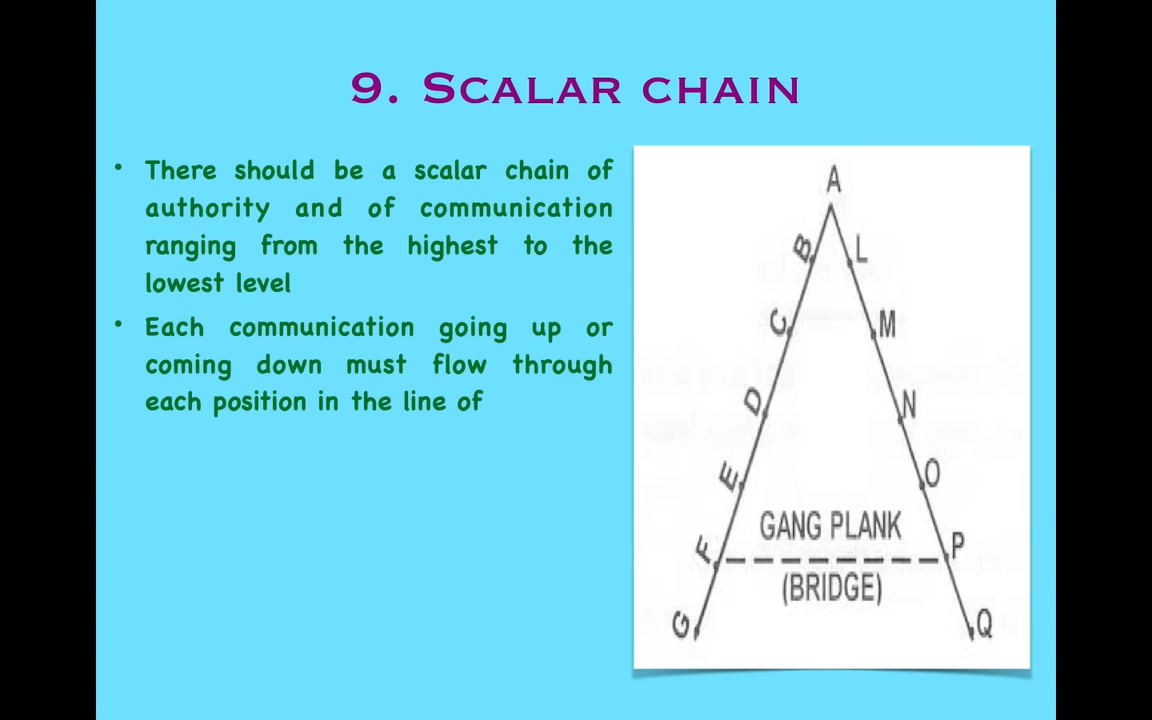 9. Scalar chain
• There should be a scalar chain of
authority and of communication
ranging from the highest to the
lowest level
• Each communication going up or
coming down must flow through
each position in the line of
A
B L
C M
D N
E O
GANG PLANK
F P
(BRIDGE)
G Q